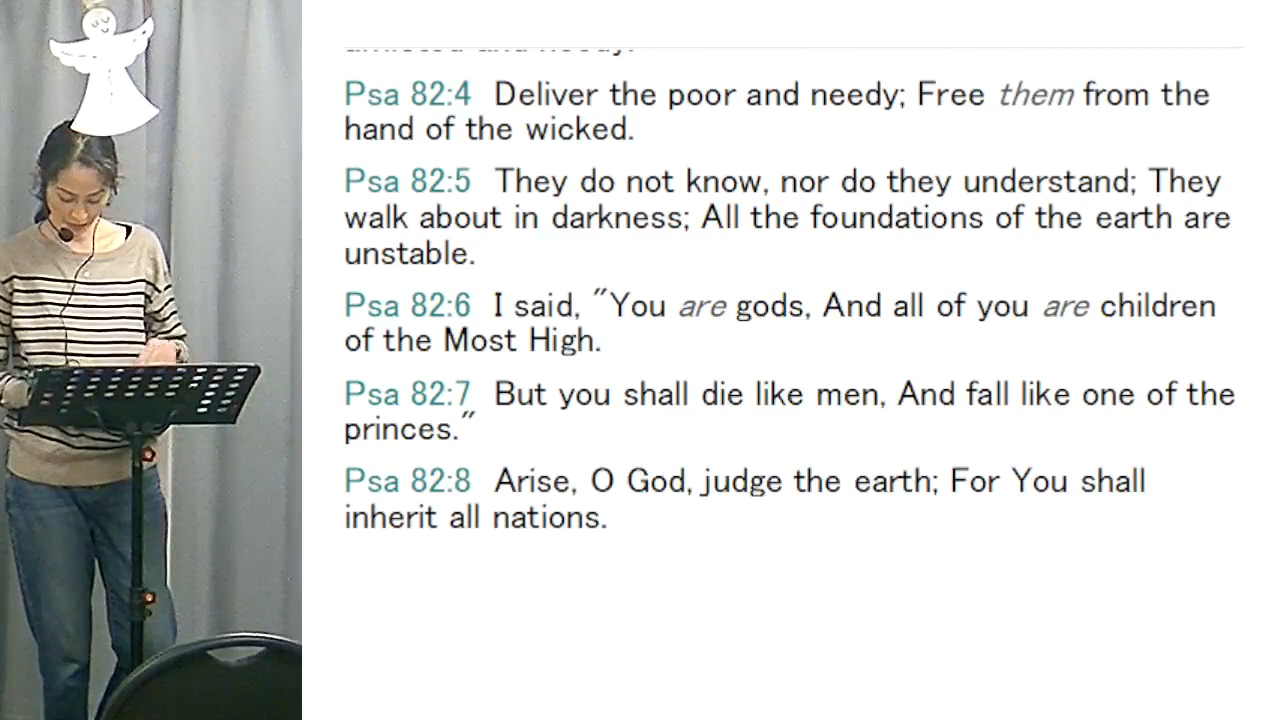 Psa 82:4 Deliver the poor and needy; Free them from the
hand of the wicked.
Psa 82:5 They do not know, nor do they understand; They
walk about in darkness; All the foundations of the earth are
unstable.
Psa 82:6 I said, "You are gods, And all of you are children
of the Most High.
Psa 82:7 But you shall die like men, And fall like one of the
princes."
Psa 82:8 Arise, O God, judge the earth; For You shall
inherit all nations.